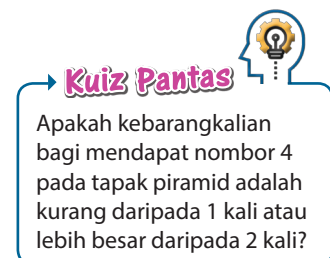 Kuiz Pantas
Apakah kebarangkalian
bagi mendapat nombor 4
pada tapak piramid adalah
kurang daripada 1 kali atau
lebih besar daripada 2 kali?